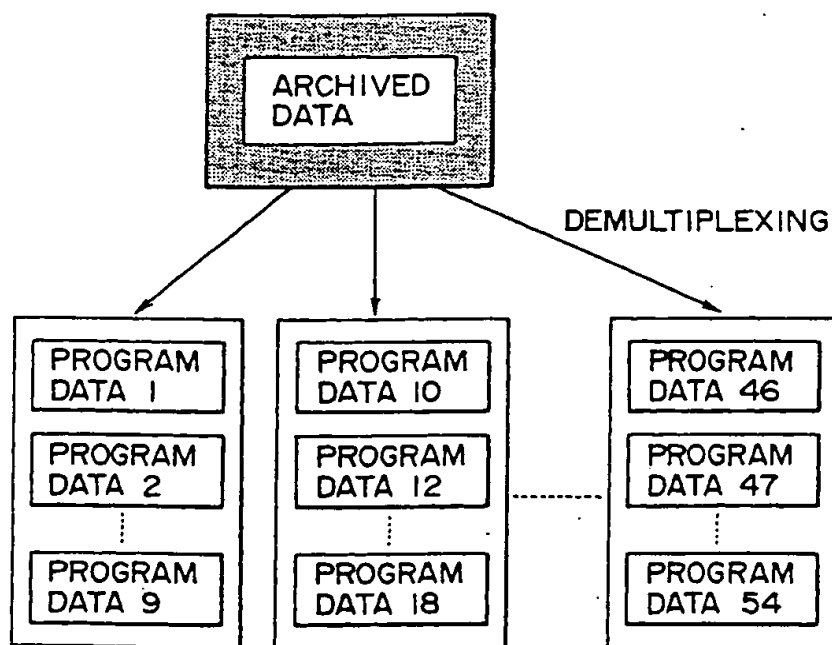 ARCHIVED
DATA
DEMULTIPLEXING
PROGRAM
DATA 1
PROGRAM
DATA 2
PROGRAM
DATA 9
PROGRAM
DATA 10
PROGRAM
DATA 12
PROGRAM
DATA 18
PROGRAM
DATA 46
PROGRAM
DATA 47
PROGRAM
DATA 54